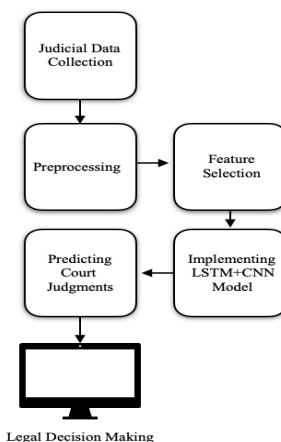 Judicial Data
Collection
Preprocessing
Feature
Selection
Implementing
LSTM+CNN
Model
Predicting
Court
Judgments
Legal Decision Making